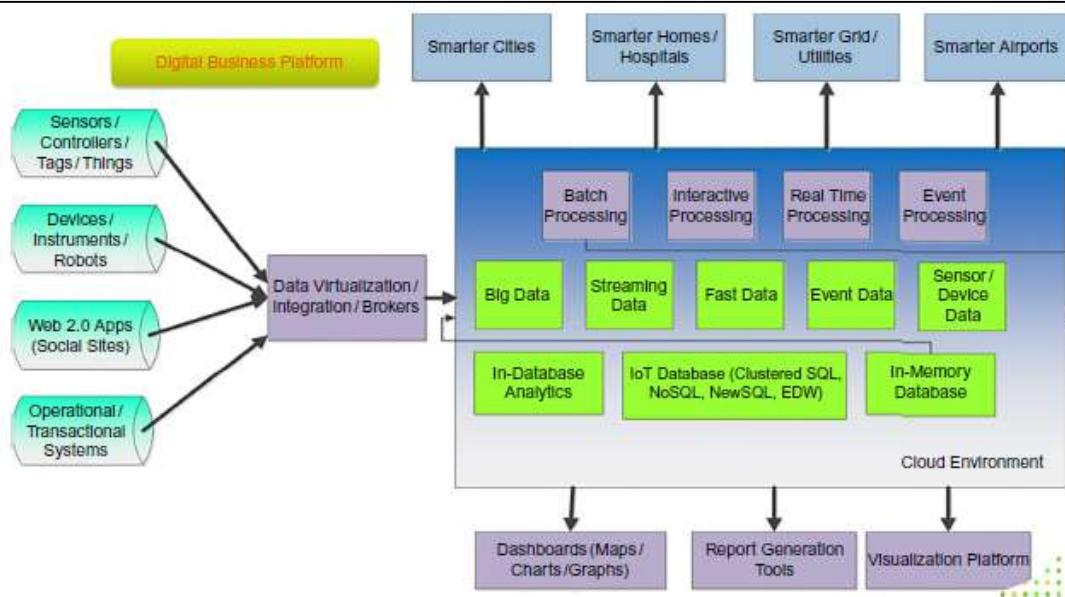 Digital Business Platform
Smarter Cities
Smarter Homes /
Hospitals
Smarter Grid /
Utilities
Smarter Airports
Sensors /
Controllers /
Tags / Things
Devices /
Instruments /
Robots
Web 2.0 Apps
(Social Sites)
Operational /
Transactional
Systems
Data Virtualization /
Integration / Brokers
Batch
Processing
Interactive
Processing
Real Time
Processing
Event
Processing
Big Data
Streaming
Data
Fast Data
Event Data
Sensor /
Device
Data
In-Database
Analytics
IoT Database (Clustered SQL,
NoSQL, NewSQL, EDW)
In-Memory
Database
Cloud Environment
Dashboards (Maps /
Charts /Graphs)
Report Generation
Tools
Visualization Platform